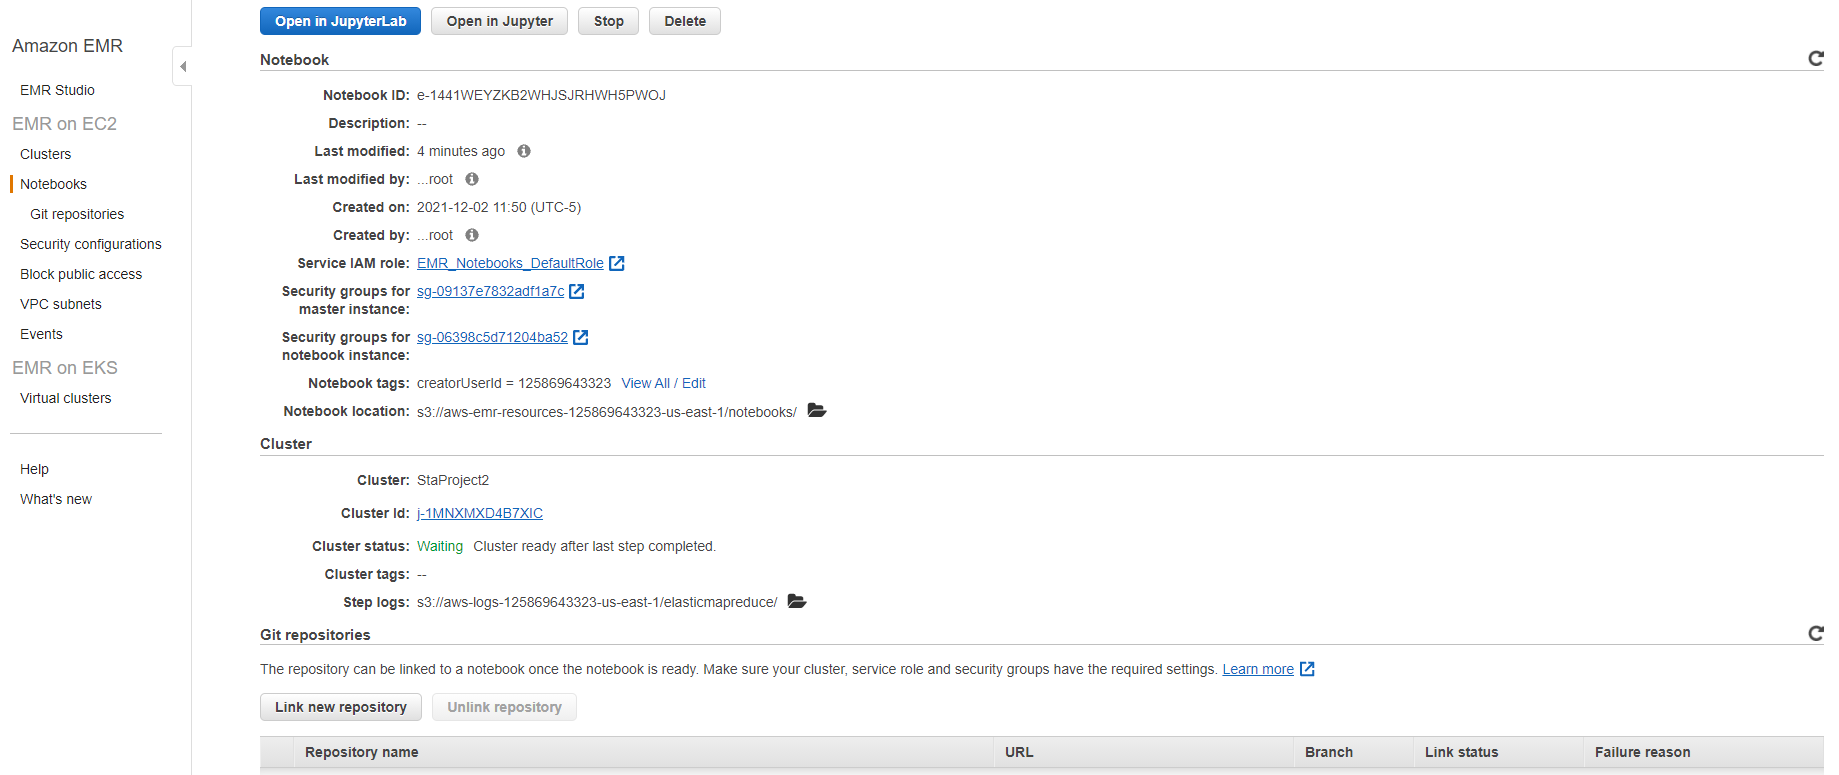 Open in JupyterLab Open in Jupyter Stop Delete
Amazon EMR
EMR Studio
EMR on EC2
Clusters
Notebooks
Git repositories
Security configurations
Block public access
VPC subnets
Events
EMR on EKS
Virtual clusters
Help
What's new
Notebook
Notebook ID: e-1441WEYZKB2WHJSJRHWH5PWOJ
Description: --
Last modified: 4 minutes ago
Last modified by: ...root
Created on: 2021-12-02 11:50 (UTC-5)
Created by: ...root
Service IAM role: EMR_Notebooks_DefaultRole
Security groups for sg-09137e7832adf1a7c
master instance:
Security groups for sg-06398c5d71204ba52
notebook instance:
Notebook tags: creatorUserId = 125869643323 View All / Edit
Notebook location: s3://aws-emr-resources-125869643323-us-east-1/notebooks/
Cluster
Cluster: StaProject2
Cluster Id: j-1MNXMXD4B7XIC
Cluster status: Waiting Cluster ready after last step completed.
Cluster tags: --
Step logs: s3://aws-logs-125869643323-us-east-1/elasticmapreduce/
Git repositories
The repository can be linked to a notebook once the notebook is ready. Make sure your cluster, service role and security groups have the required settings. Learn more
Link new repository Unlink repository
Repository name URL Branch Link status Failure reason